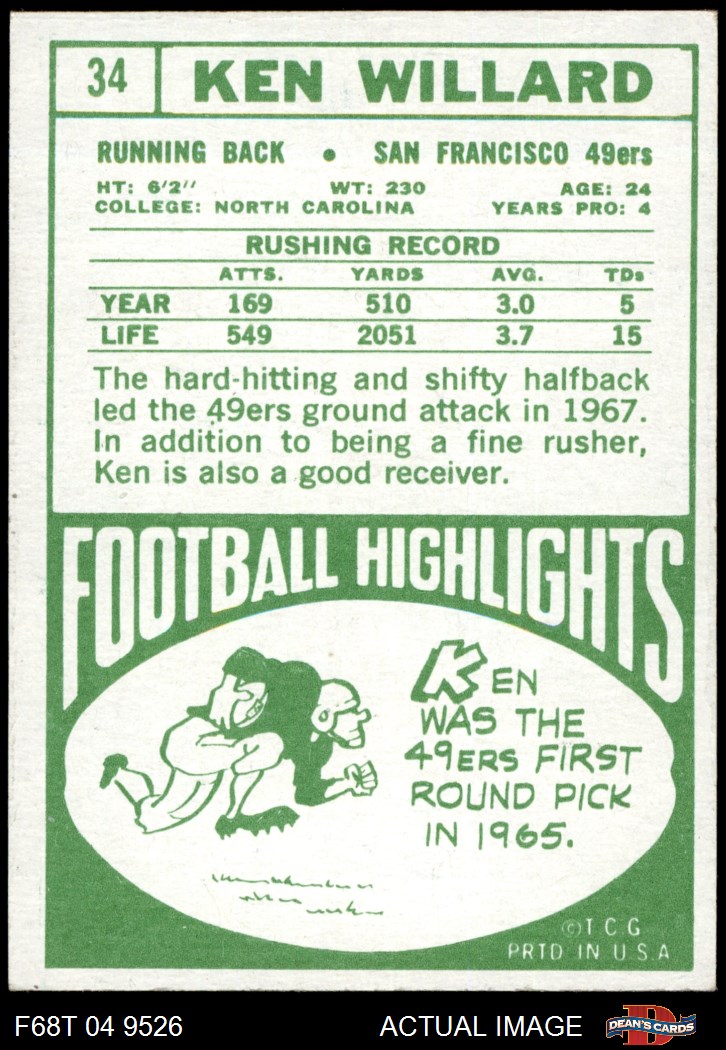 34 KEN WILLARD
RUNNING BACK • SAN FRANCISCO 49ers
HT: 6'2" WT: 230 AGE: 24
COLLEGE: NORTH CAROLINA YEARS PRO: 4
RUSHING RECORD
ATTS. YARDS AVG. TDs
YEAR 169 510 3.0 5
LIFE 549 2051 3.7 15
The hard-hitting and shifty halfback
led the 49ers ground attack in 1967.
In addition to being a fine rusher,
Ken is also a good receiver.
FOOTBALL HIGHLIGHTS
KEN
WAS THE
49ERS FIRST
ROUND PICK
IN 1965.
©T.C.G.
PRTD. IN U.S.A.
F68T 04 9526 ACTUAL IMAGE D DEAN'S CARDS